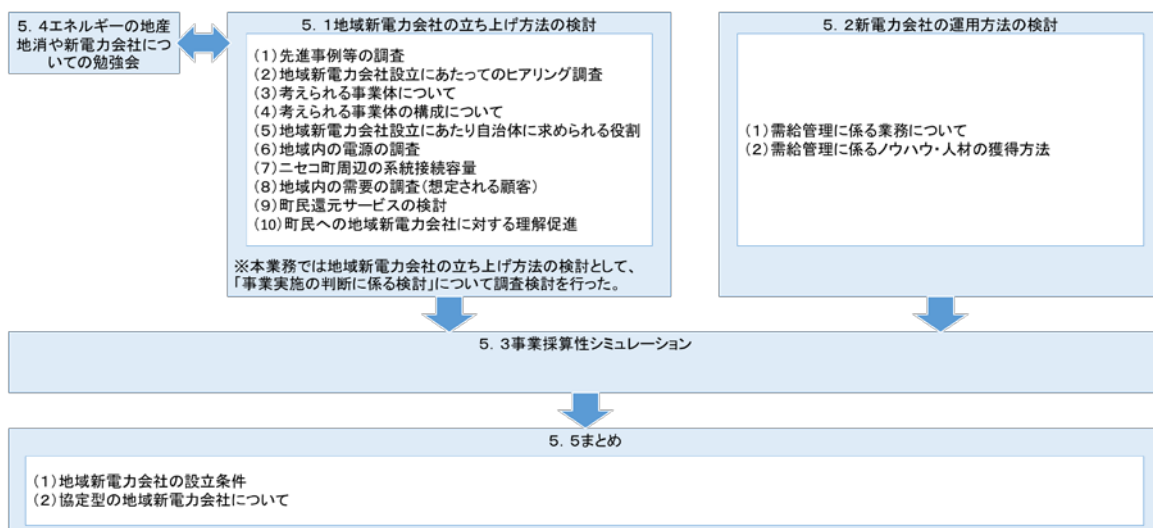 5．4エネルギーの地産
地消や新電力会社につ
いての勉強会
5．1地域新電力会社の立ち上げ方法の検討
(1)先進事例等の調査
(2)地域新電力会社設立にあたってのヒアリング調査
(3)考えられる事業体について
(4)考えられる事業体の構成について
(5)地域新電力会社設立にあたり自治体に求められる役割
(6)地域内の電源の調査
(7)ニセコ町周辺の系統接続容量
(8)地域内の需要の調査(想定される顧客)
(9)町民還元サービスの検討
(10)町民への地域新電力会社に対する理解促進
※本業務では地域新電力会社の立ち上げ方法の検討として、
「事業実施の判断に係る検討」について調査検討を行った。
5．2新電力会社の運用方法の検討
(1)需給管理に係る業務について
(2)需給管理に係るノウハウ・人材の獲得方法
5．3事業採算性シミュレーション
5．5まとめ
(1)地域新電力会社の設立条件
(2)協定型の地域新電力会社について